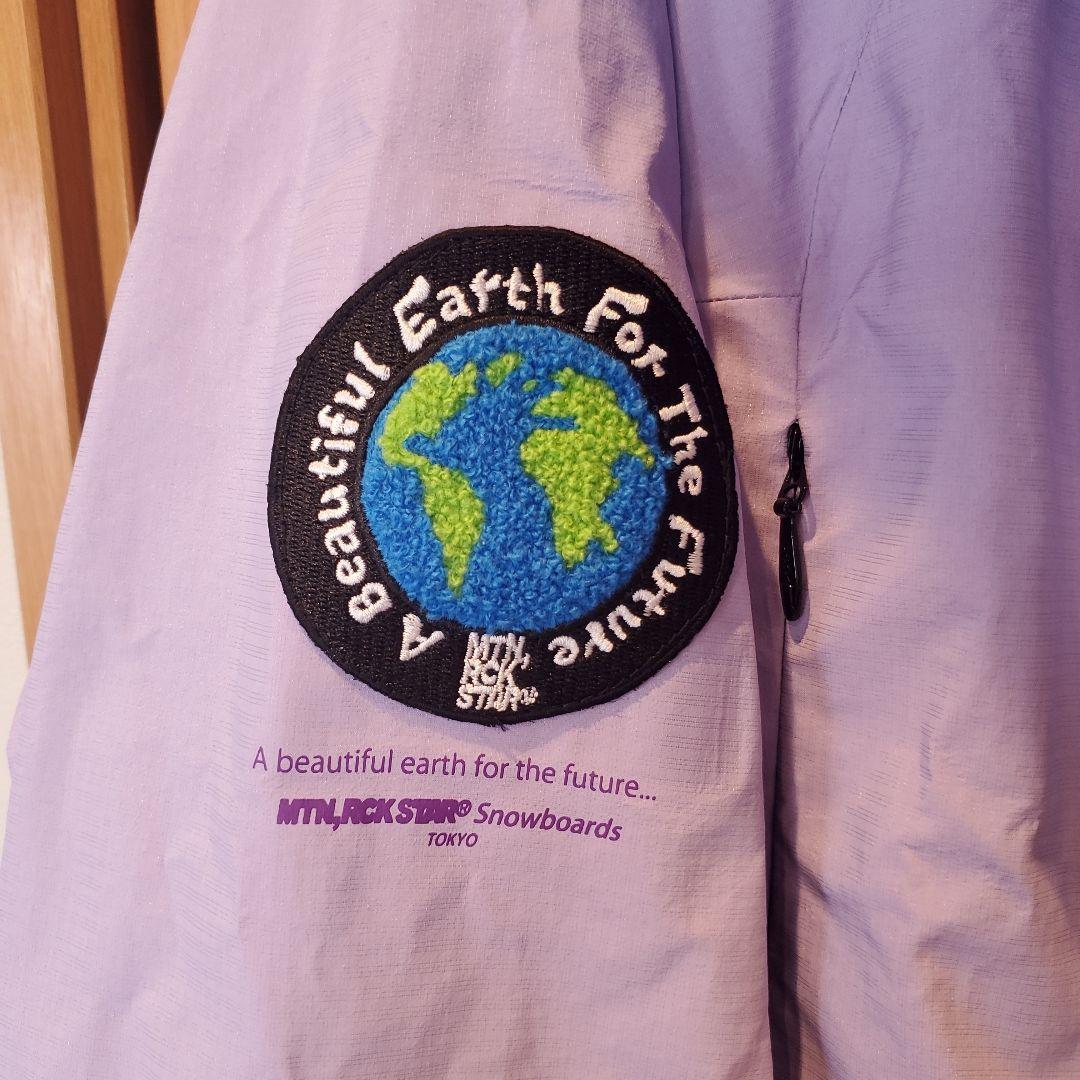 A Beautiful Earth For The Future
MTN,
RCK
STAR®
A beautiful earth for the future...
MTN,RCK STAR® Snowboards
TOKYO